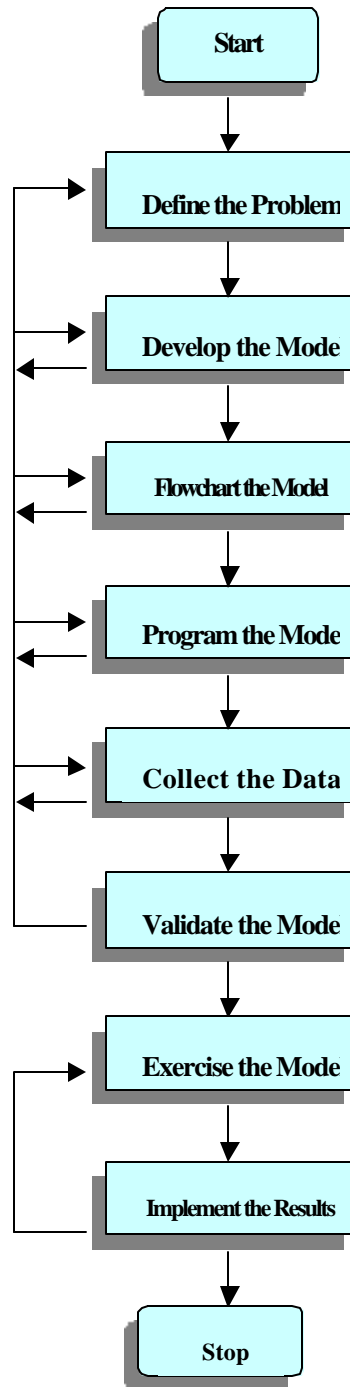 Start
Define the Problem
Develop the Mode
Flowchart the Model
Program the Mode
Collect the Data
Validate the Mode
Exercise the Mode
Implement the Results
Stop